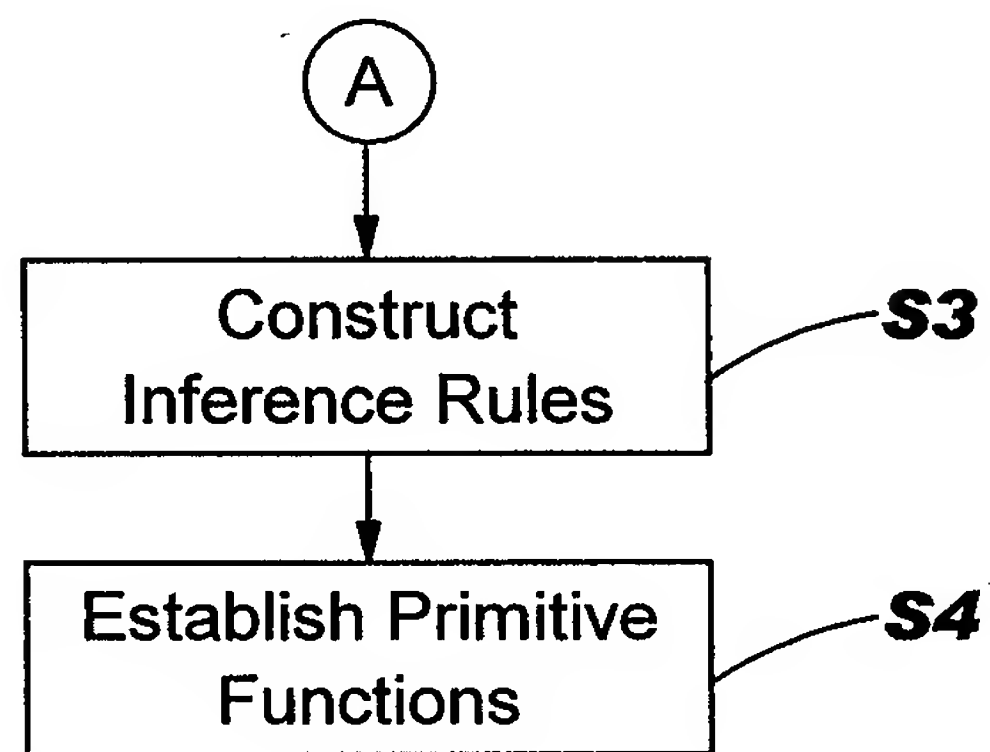 A
Construct
Inference Rules
S3
Establish Primitive
Functions
S4